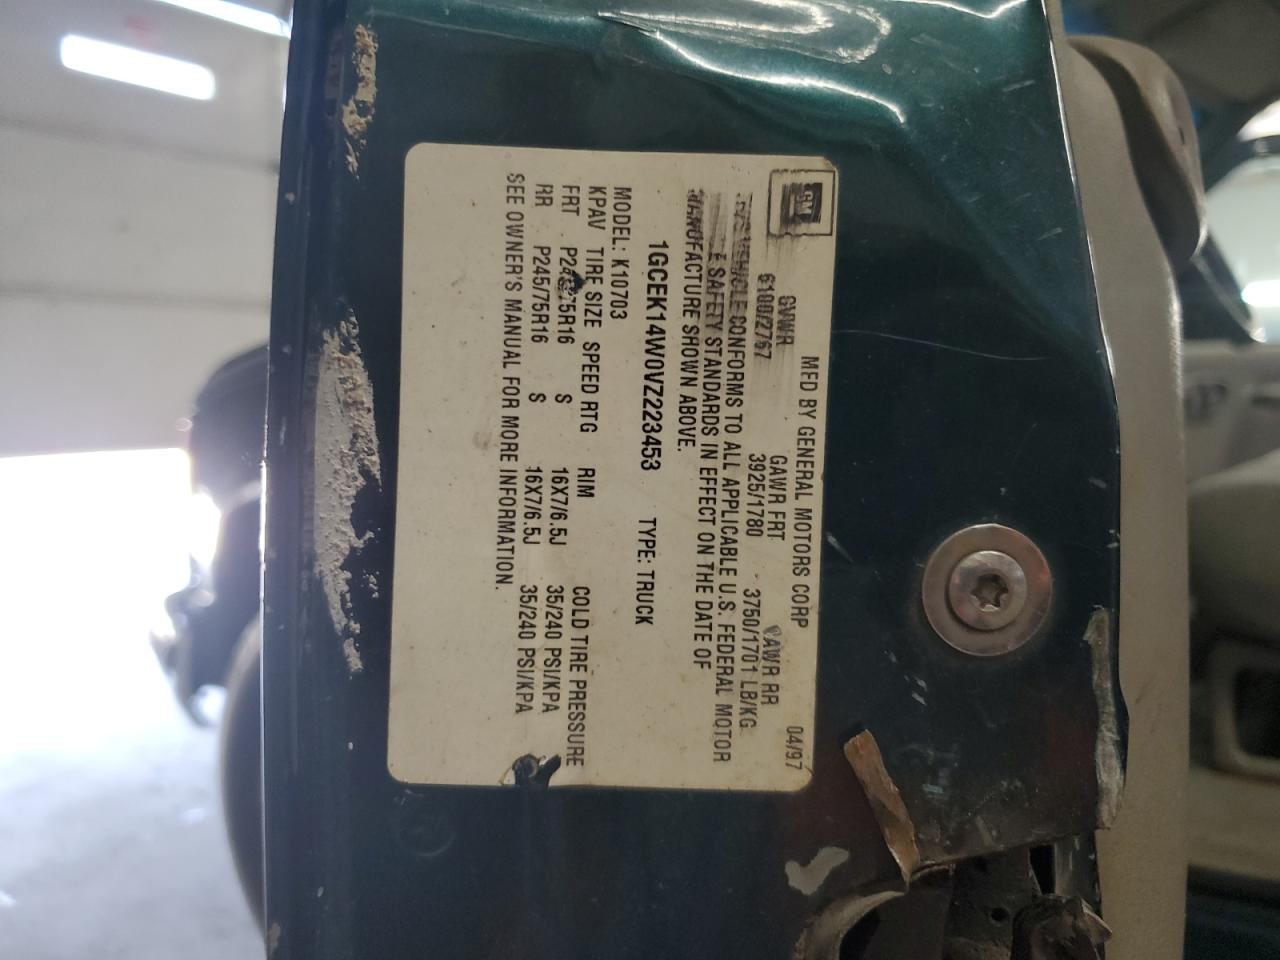 GM
MFD BY GENERAL MOTORS CORP 04/97
GVWR GAWR FRT GAWR RR
6100/2767 3925/1780 3750/1701 LB/KG
THIS VEHICLE CONFORMS TO ALL APPLICABLE U.S. FEDERAL MOTOR
E SAFETY STANDARDS IN EFFECT ON THE DATE OF
MANUFACTURE SHOWN ABOVE.
1GCEK14W0VZ223453 TYPE: TRUCK
MODEL: K10703
KPAV TIRE SIZE SPEED RTG RIM COLD TIRE PRESSURE
FRT P245/75R16 S 16X7/6.5J 35/240 PSI/KPA
RR P245/75R16 S 16X7/6.5J 35/240 PSI/KPA
SEE OWNER'S MANUAL FOR MORE INFORMATION.